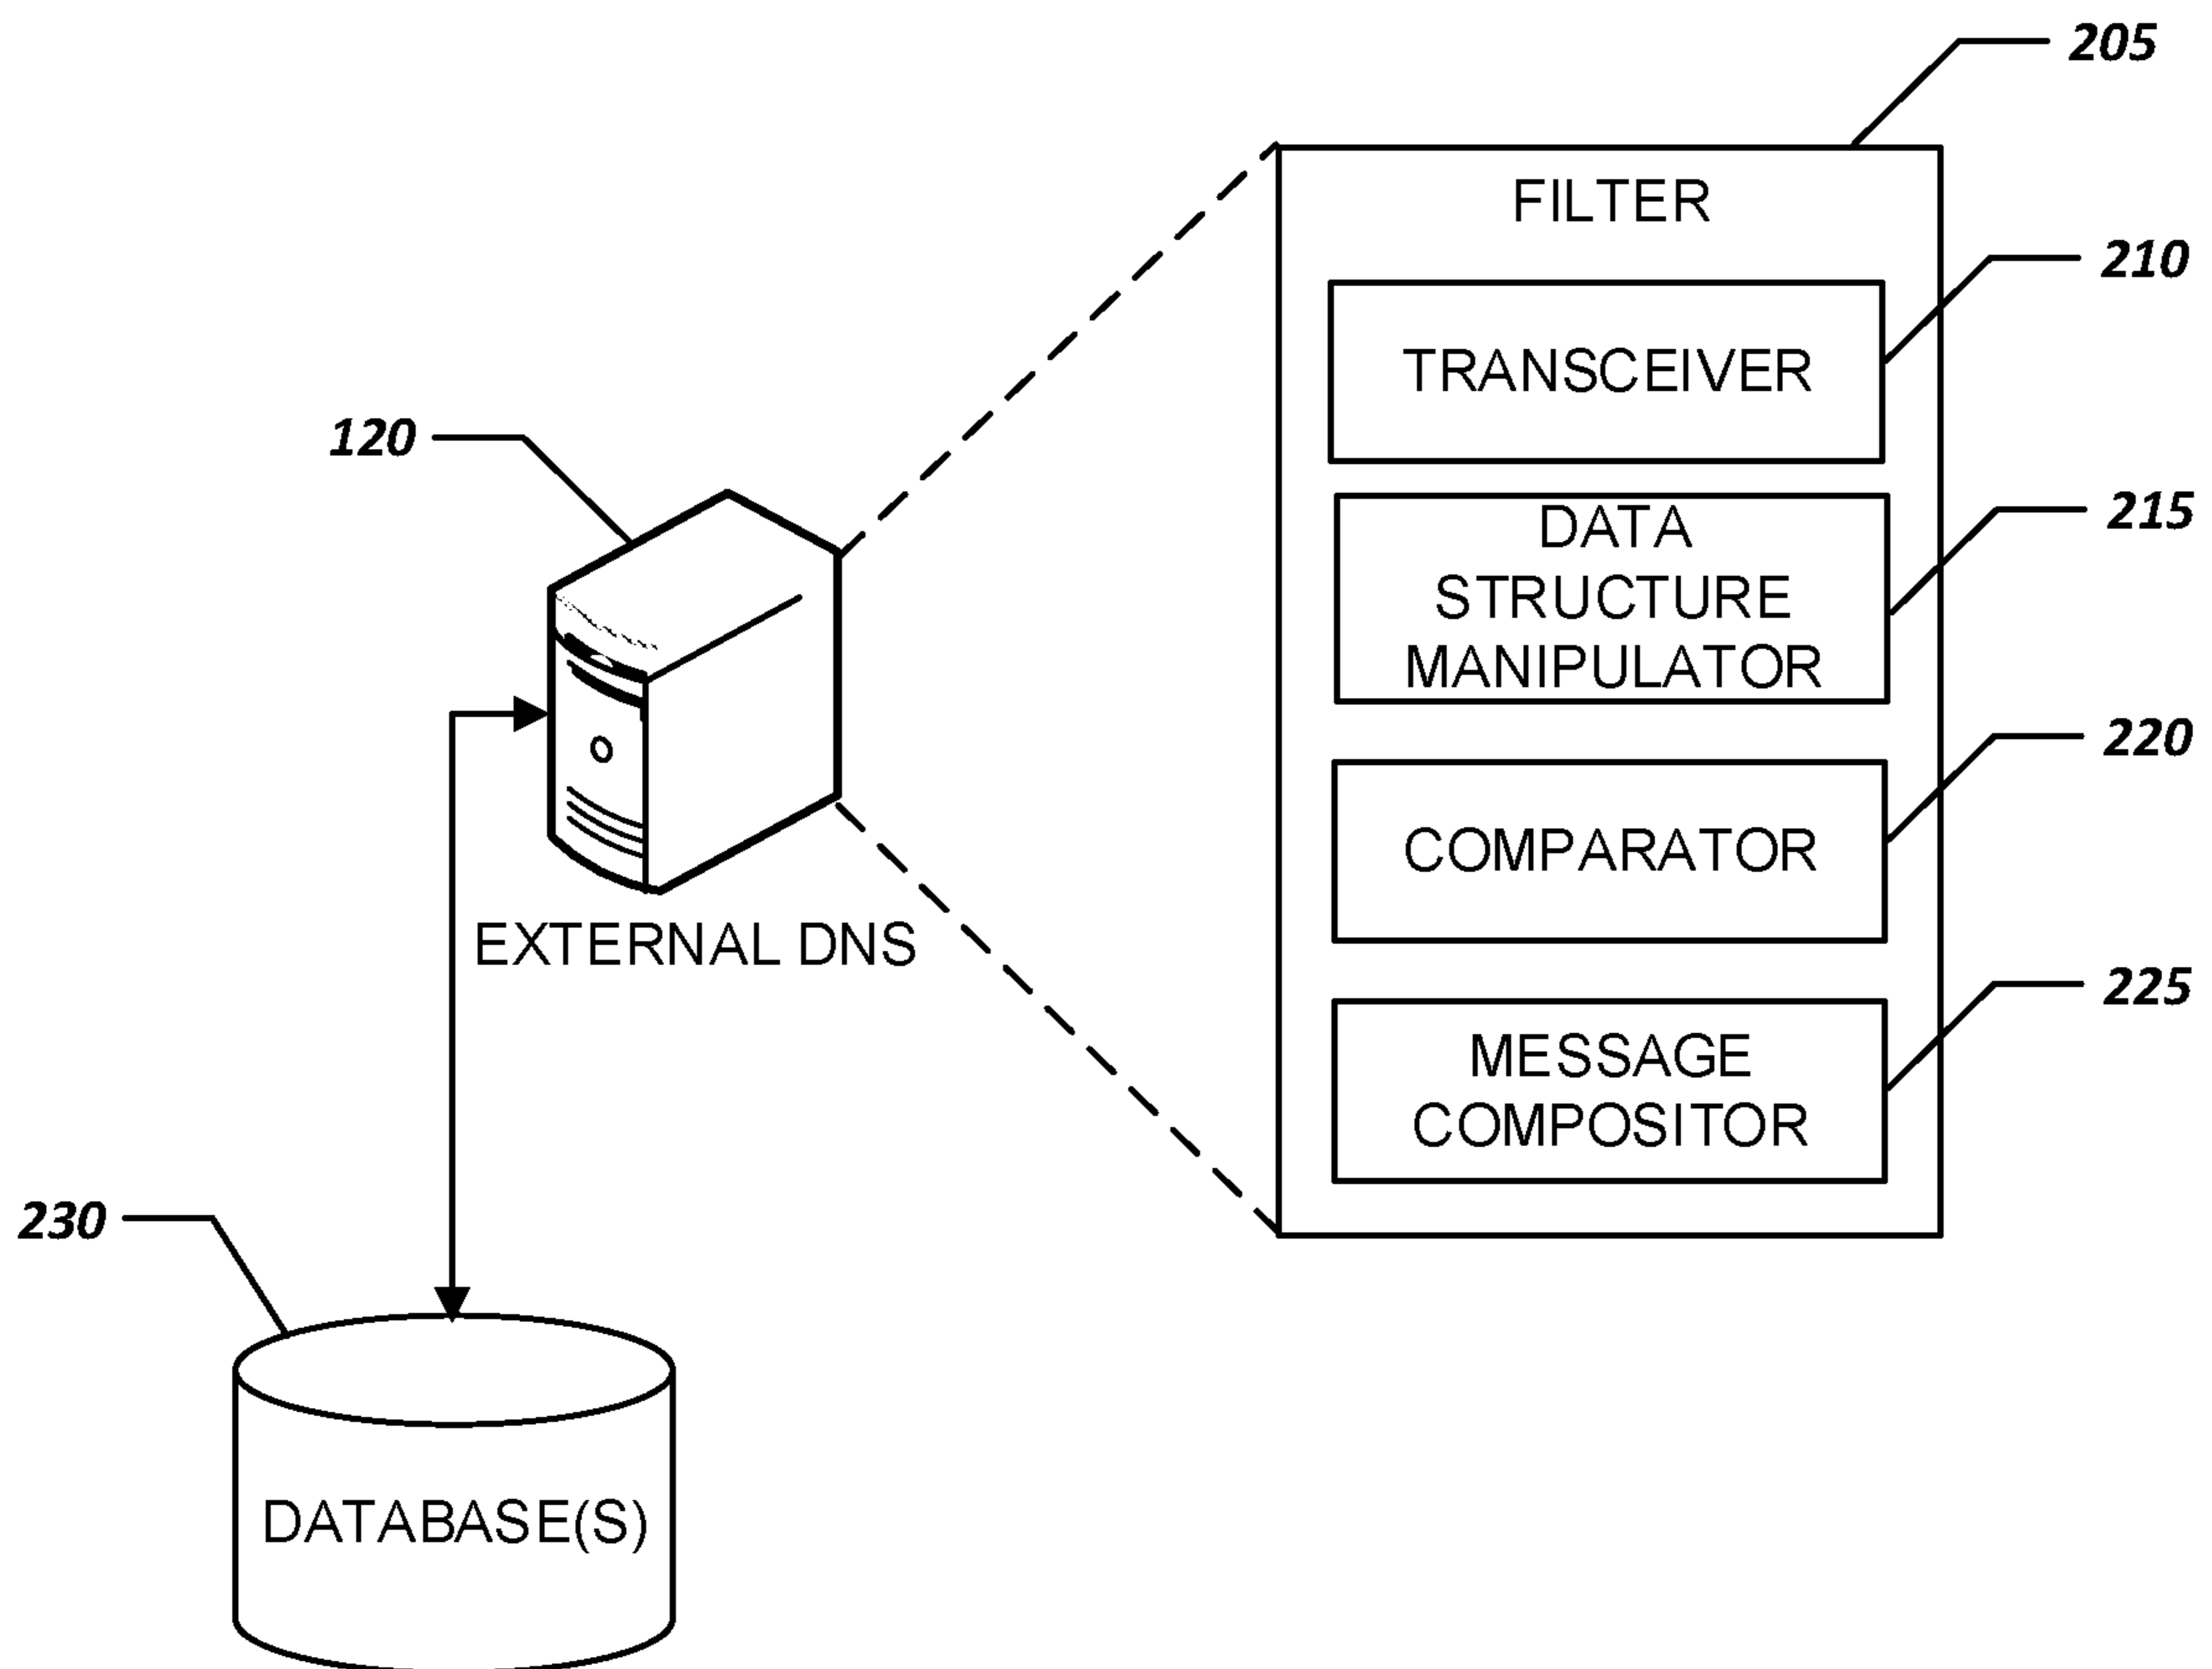 205
FILTER
210
TRANSCEIVER
120
215
DATA
STRUCTURE
MANIPULATOR
220
COMPARATOR
EXTERNAL DNS
225
MESSAGE
COMPOSITOR
230
DATABASE(S)